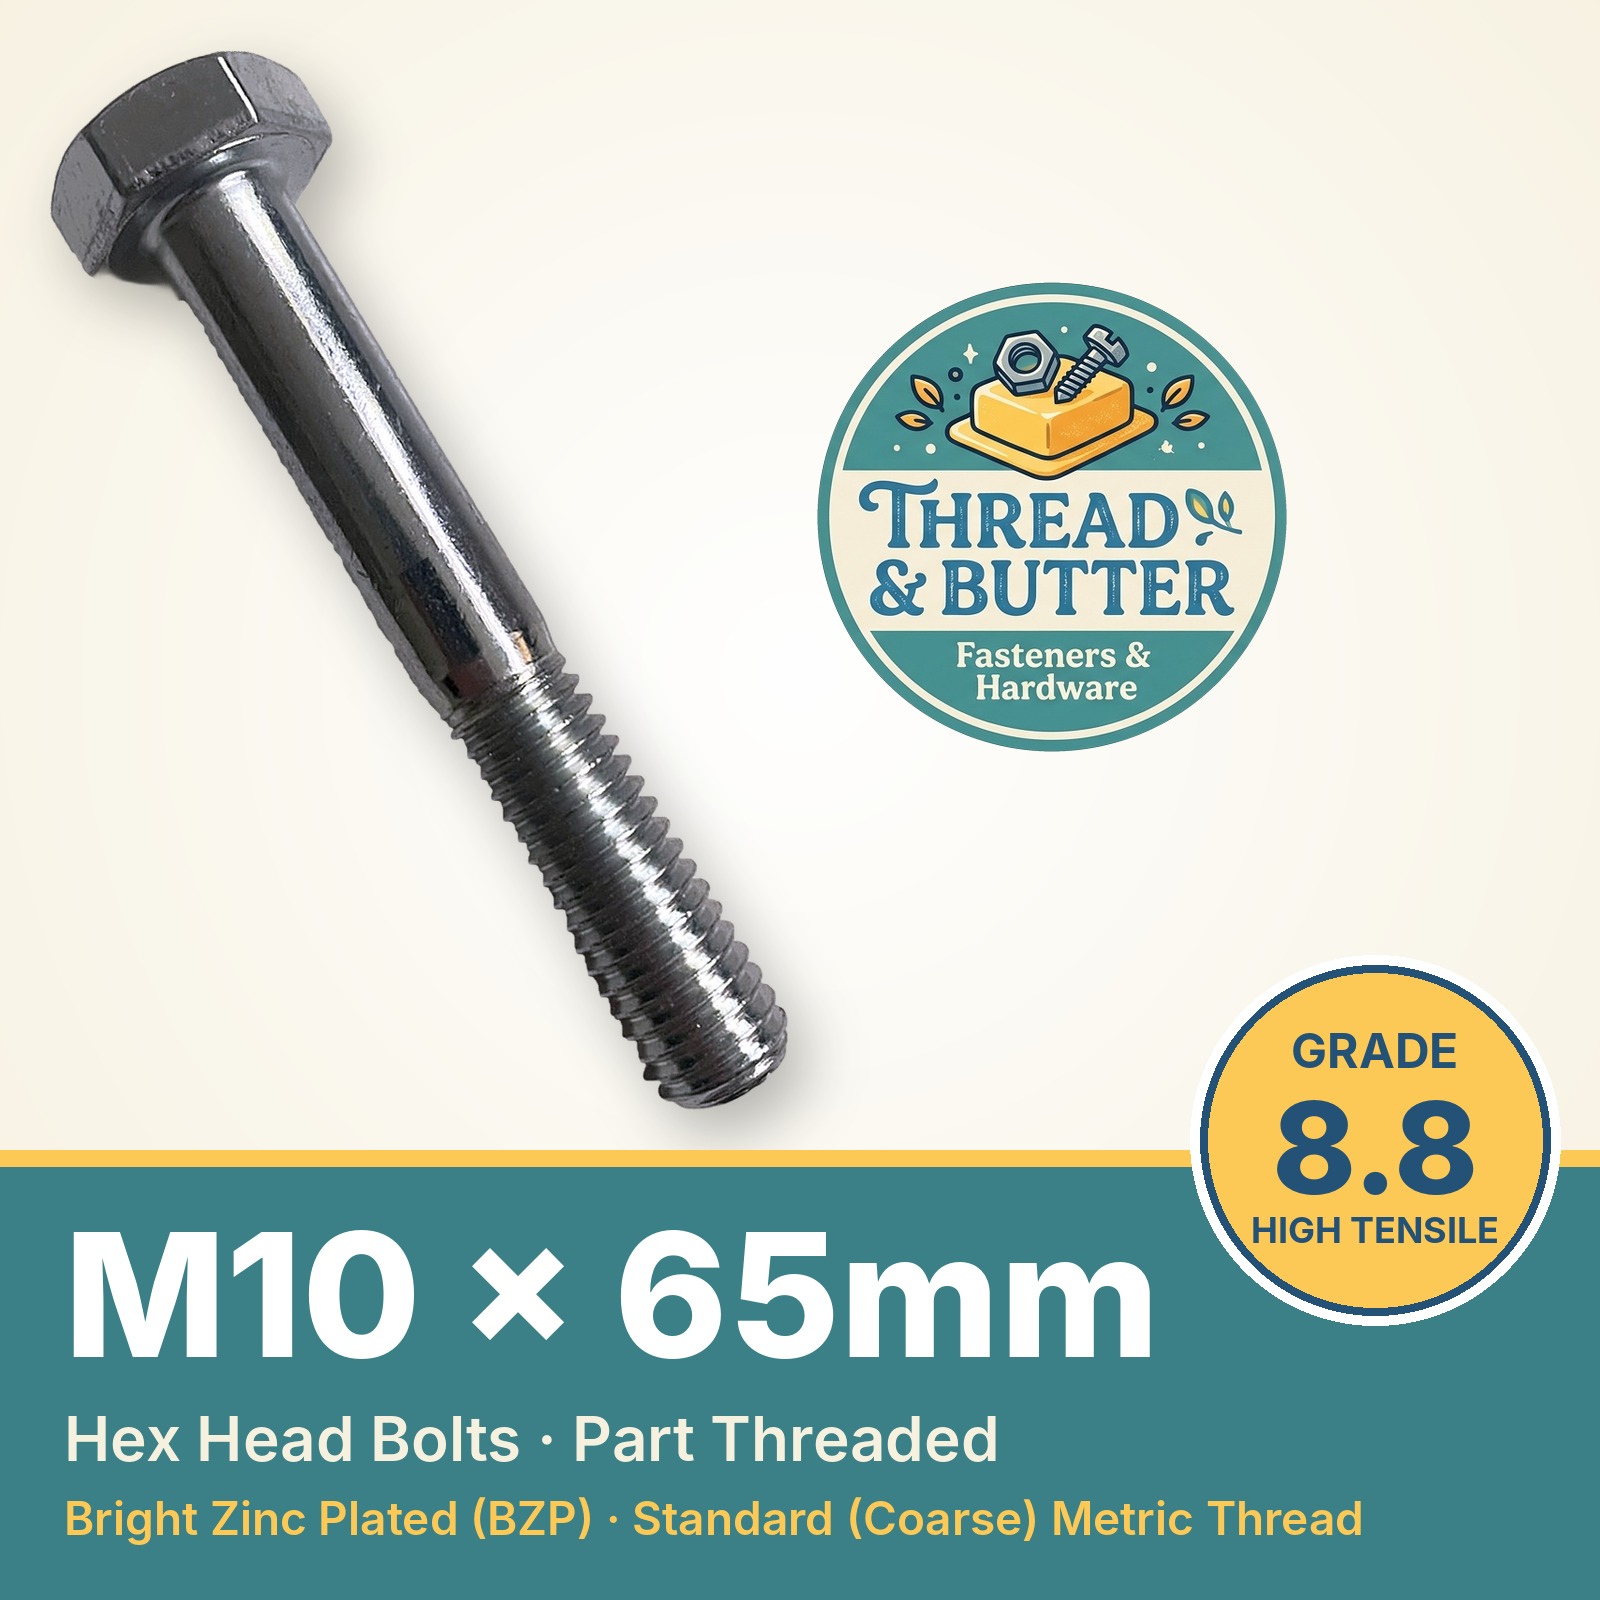 THREAD
& BUTTER
Fasteners &
Hardware
GRADE
8.8
HIGH TENSILE
M10 × 65mm
Hex Head Bolts · Part Threaded
Bright Zinc Plated (BZP) · Standard (Coarse) Metric Thread